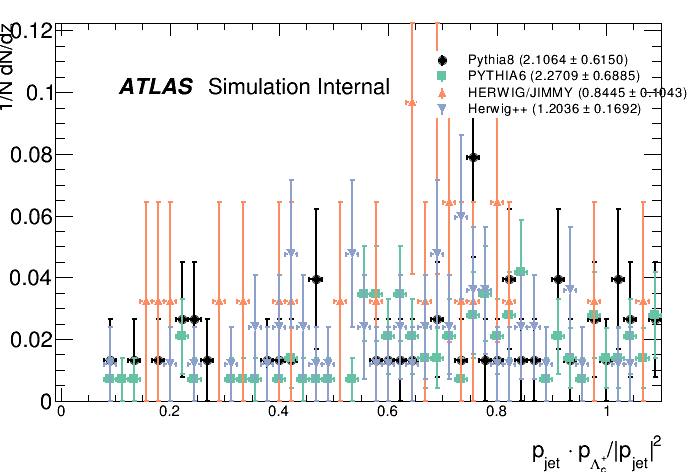 1/N dN/dz
0.12
0.1
0.08
0.06
0.04
0.02
0
ATLAS Simulation Internal
Pythia8 (2.1064 ± 0.6150)
PYTHIA6 (2.2709 ± 0.6885)
HERWIG/JIMMY (0.8445 ± 0.1043)
Herwig++ (1.2036 ± 0.1692)
0 0.2 0.4 0.6 0.8 1
p_jet · p_Λc⁺/|p_jet|²